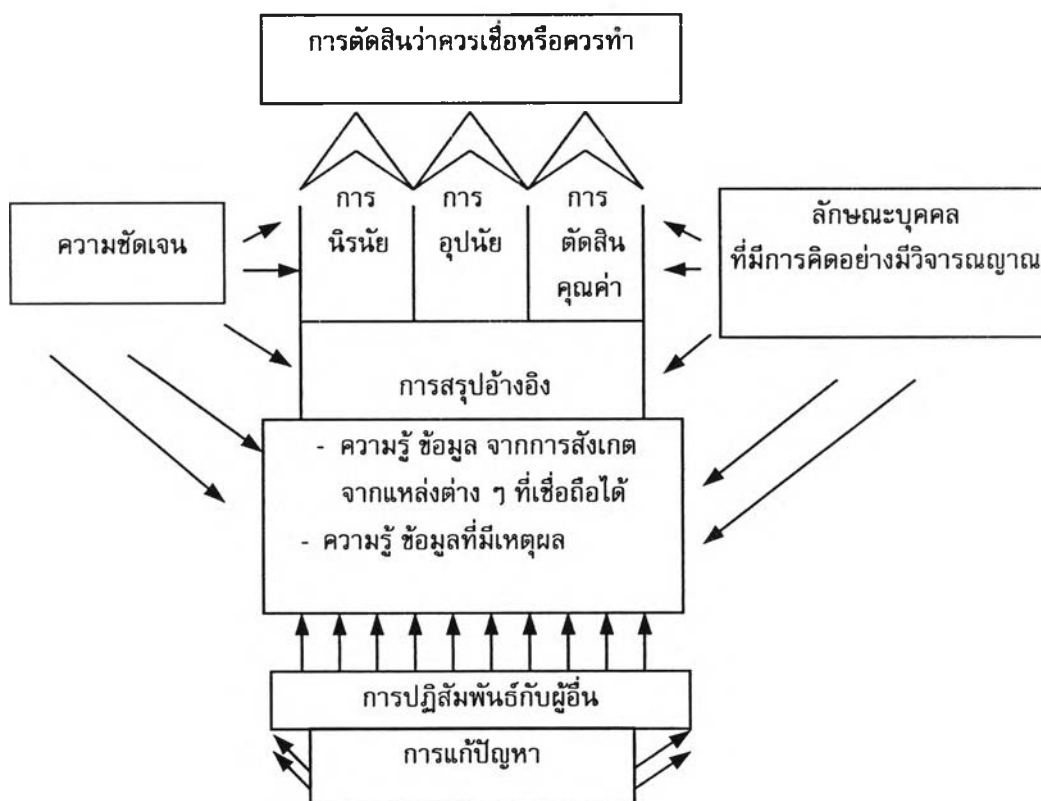 การตัดสินว่าควรเชื่อหรือควรทำ
การ
นิรนัย
การ
อุปนัย
การ
ตัดสิน
คุณค่า
ความชัดเจน
ลักษณะบุคคล
ที่มีการคิดอย่างมีวิจารณญาณ
การสรุปอ้างอิง
- ความรู้ ข้อมูล จากการสังเกต
จากแหล่งต่าง ๆ ที่เชื่อถือได้
- ความรู้ ข้อมูลที่มีเหตุผล
การปฏิสัมพันธ์กับผู้อื่น
การแก้ปัญหา